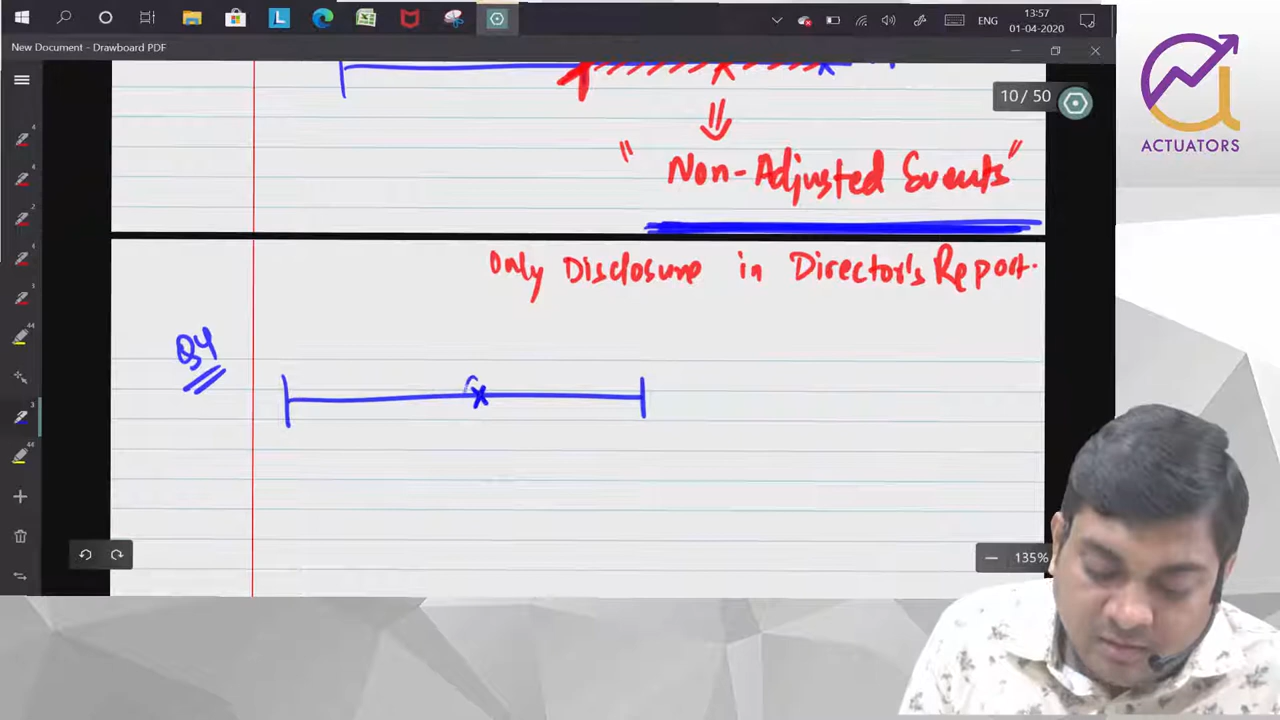 13:57
ENG
01-04-2020
New Document - Drawboard PDF
10 / 50
ACTUATORS
" Non-Adjusted Events"
Only Disclosure in Director's Report.
Q4
135%